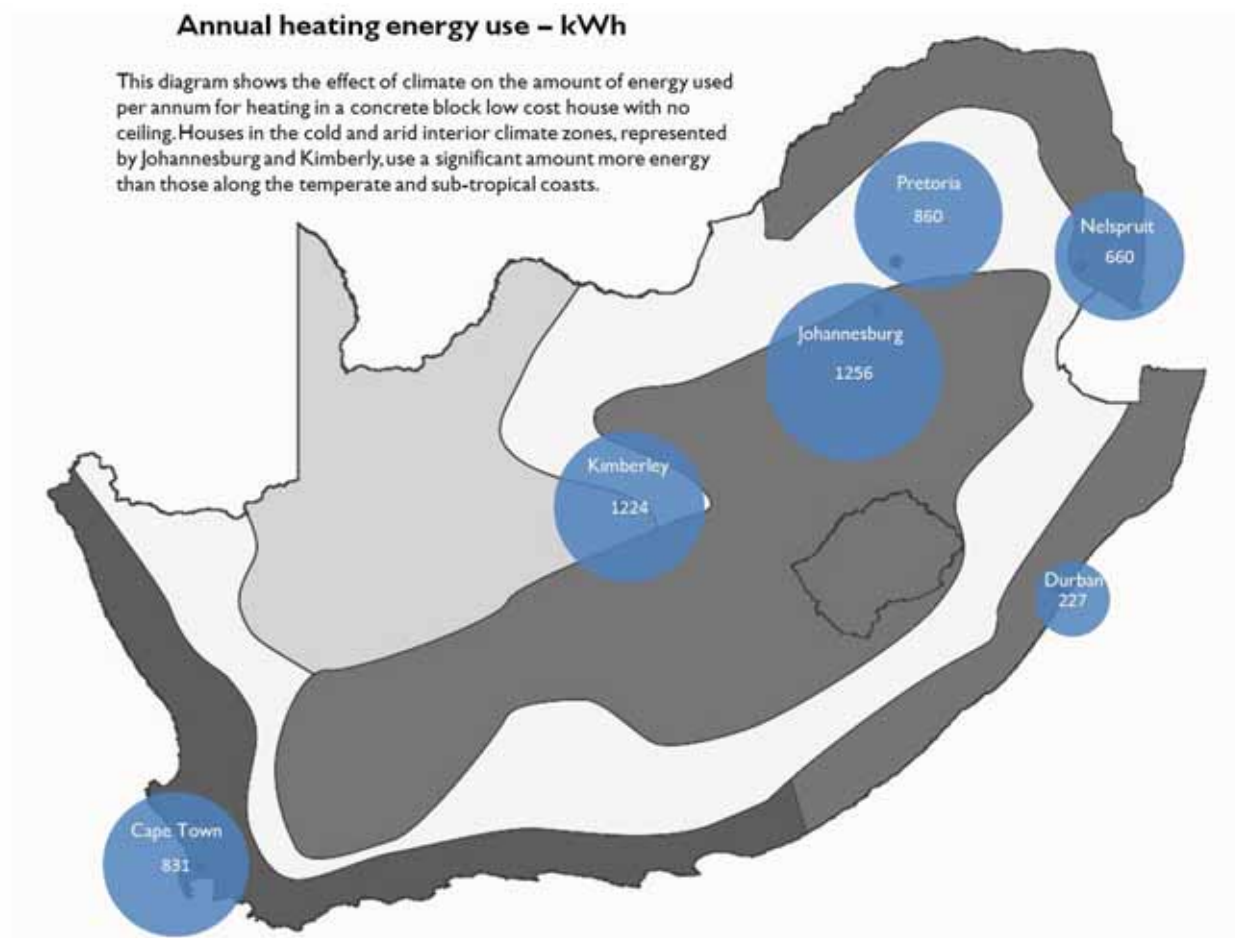 Annual heating energy use – kWh
This diagram shows the effect of climate on the amount of energy used
per annum for heating in a concrete block low cost house with no
ceiling. Houses in the cold and arid interior climate zones, represented
by Johannesburg and Kimberly, use a significant amount more energy
than those along the temperate and sub-tropical coasts.
Pretoria
860
Nelspruit
660
Johannesburg
1256
Kimberley
1224
Durban
227
Cape Town
831